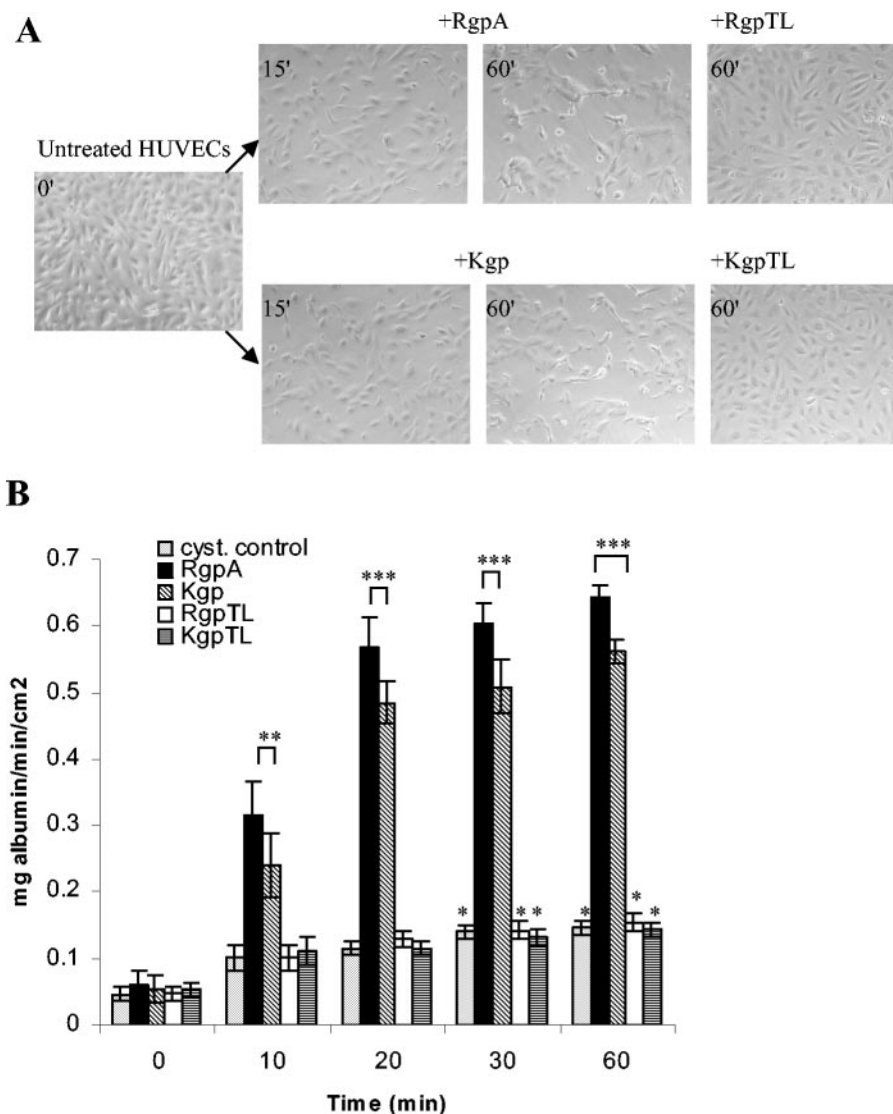 A
+RgpA
+RgpTL
15'
60'
60'
Untreated HUVECs
0'
+Kgp
+KgpTL
15'
60'
60'
B
cyst. control
RgpA
Kgp
RgpTL
KgpTL
mg albumin/min/cm2
0.7
0.6
0.5
0.4
0.3
0.2
0.1
0
**
***
***
***
*
*
*
*
*
*
0
10
20
30
60
Time (min)